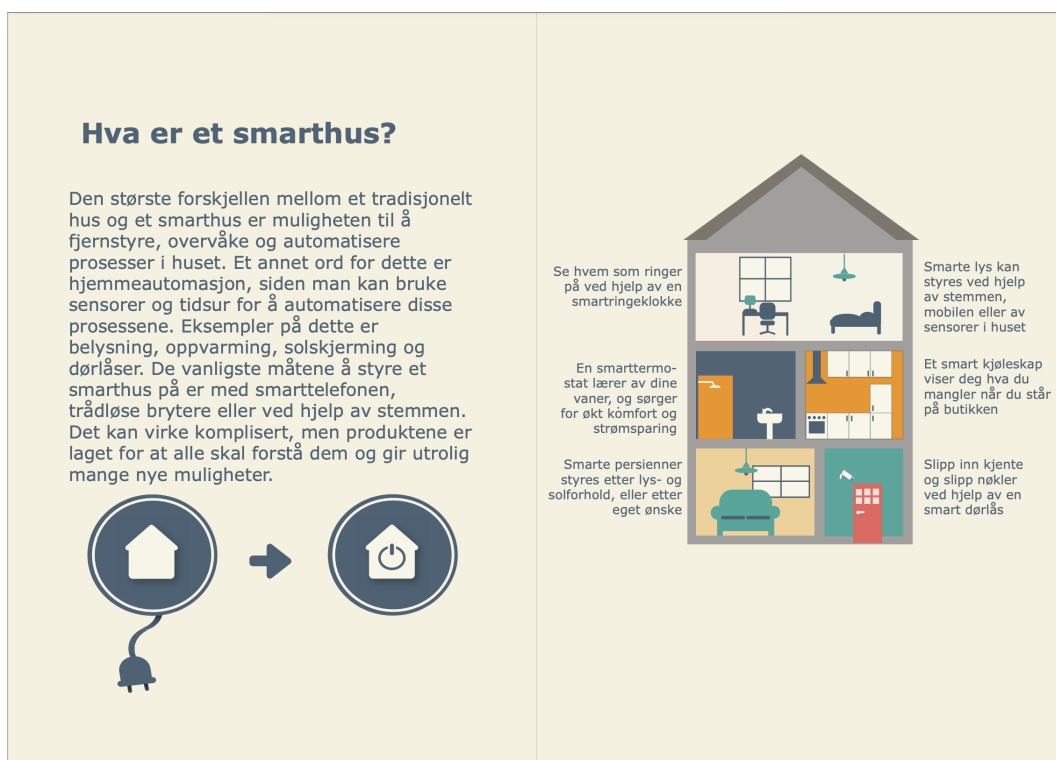 Hva er et smarthus?
Den største forskjellen mellom et tradisjonelt
hus og et smarthus er muligheten til å
fjernstyre, overvåke og automatisere
prosesser i huset. Et annet ord for dette er
hjemmeautomasjon, siden man kan bruke
sensorer og tidsur for å automatisere disse
prosessene. Eksempler på dette er
belysning, oppvarming, solskjerming og
dørlåser. De vanligste måtene å styre et
smarthus på er med smarttelefonen,
trådløse brytere eller ved hjelp av stemmen.
Det kan virke komplisert, men produktene er
laget for at alle skal forstå dem og gir utrolig
mange nye muligheter.
Se hvem som ringer
på ved hjelp av en
smartringeklokke
En smarttermo-
stat lærer av dine
vaner, og sørger
for økt komfort og
strømsparing
Smarte persienner
styres etter lys- og
solforhold, eller etter
eget ønske
Smarte lys kan
styres ved hjelp
av stemmen,
mobilen eller av
sensorer i huset
Et smart kjøleskap
viser deg hva du
mangler når du står
på butikken
Slipp inn kjente
og slipp nøkler
ved hjelp av en
smart dørlås